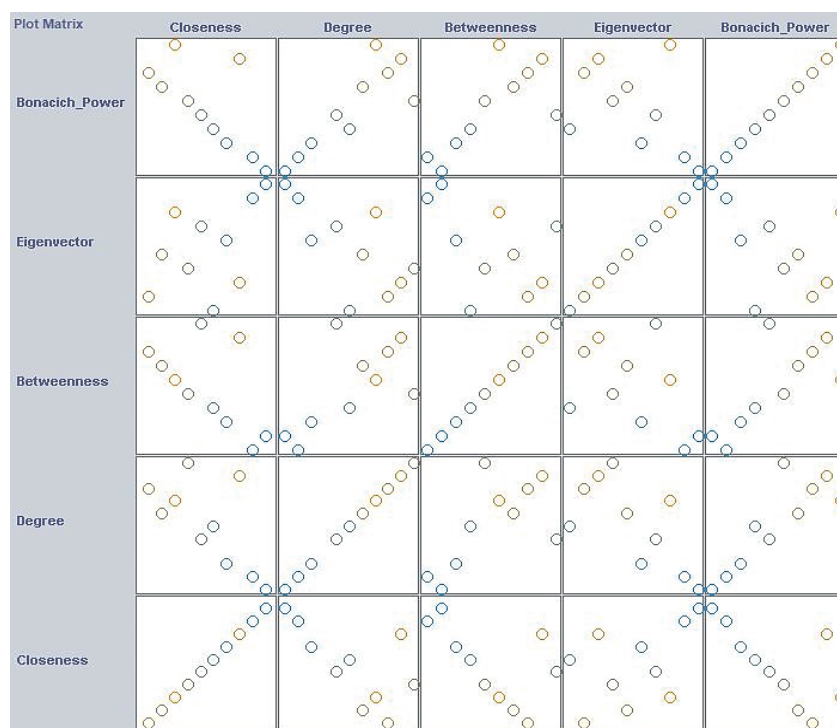 Plot Matrix
Closeness
Degree
Betweenness
Eigenvector
Bonacich_Power
Bonacich_Power
Eigenvector
Betweenness
Degree
Closeness